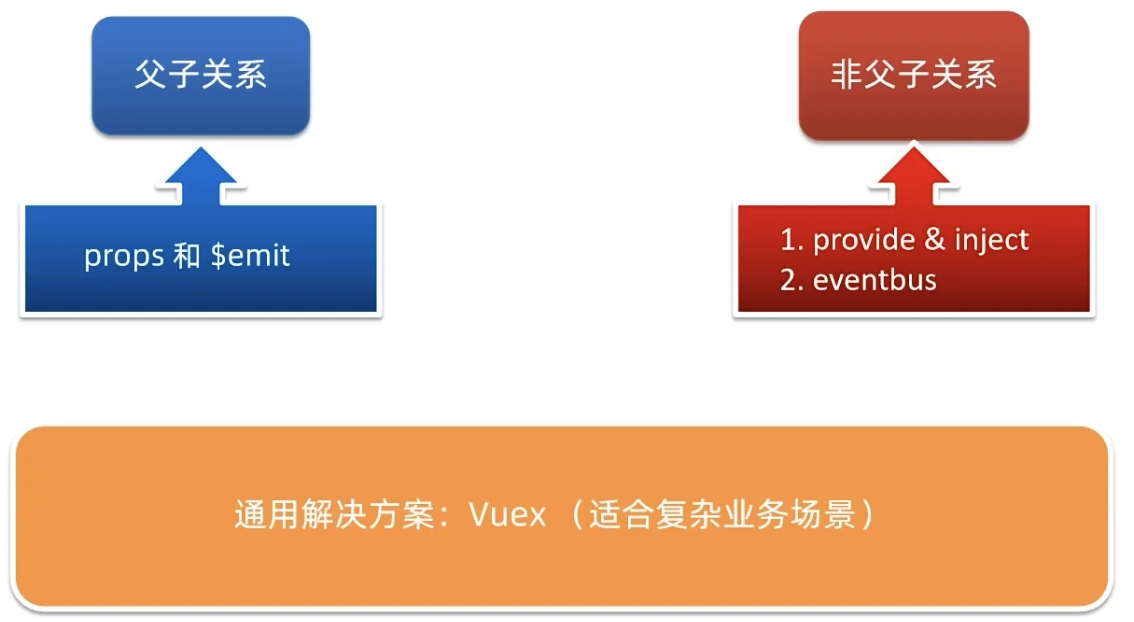 父子关系
非父子关系
props 和 $emit
1. provide & inject
2. eventbus
通用解决方案：Vuex （适合复杂业务场景）